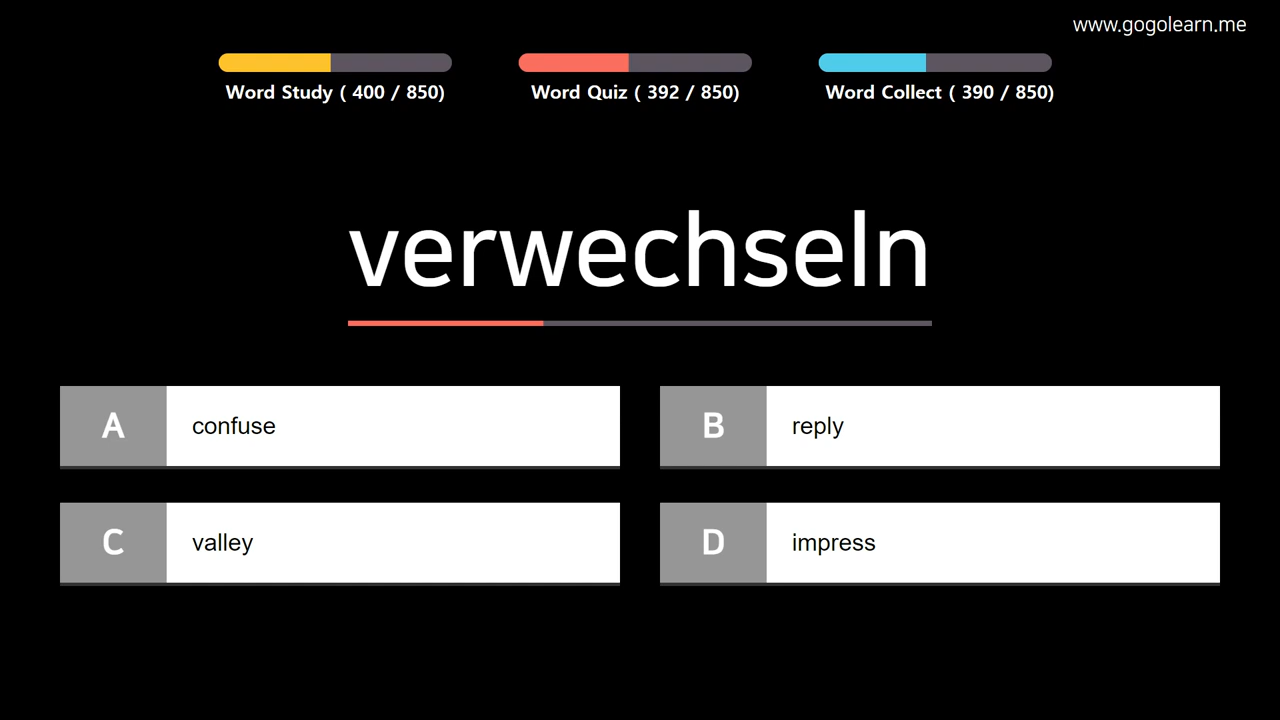 www.gogolearn.me
Word Study ( 400 / 850)
Word Quiz ( 392 / 850)
Word Collect ( 390 / 850)
verwechseln
A confuse
B reply
C valley
D impress